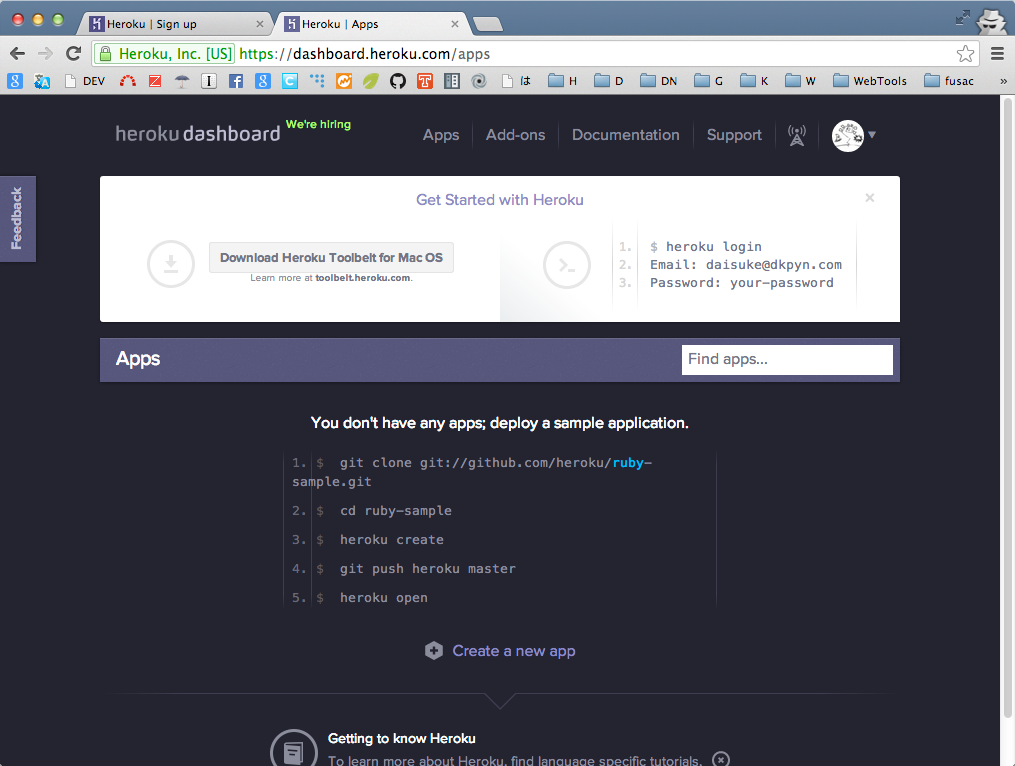 Heroku | Sign up
Heroku | Apps
Heroku, Inc. [US] https://dashboard.heroku.com/apps
DEV は H D DN G K W WebTools fusac »
heroku dashboard We're hiring
Apps Add-ons Documentation Support
Feedback
Get Started with Heroku
Download Heroku Toolbelt for Mac OS
Learn more at toolbelt.heroku.com.
1. $ heroku login
2. Email: daisuke@dkpyn.com
3. Password: your-password
Apps
Find apps...
You don't have any apps; deploy a sample application.
1. $ git clone git://github.com/heroku/ruby-
sample.git
2. $ cd ruby-sample
3. $ heroku create
4. $ git push heroku master
5. $ heroku open
Create a new app
Getting to know Heroku
To learn more about Heroku, find language specific tutorials,